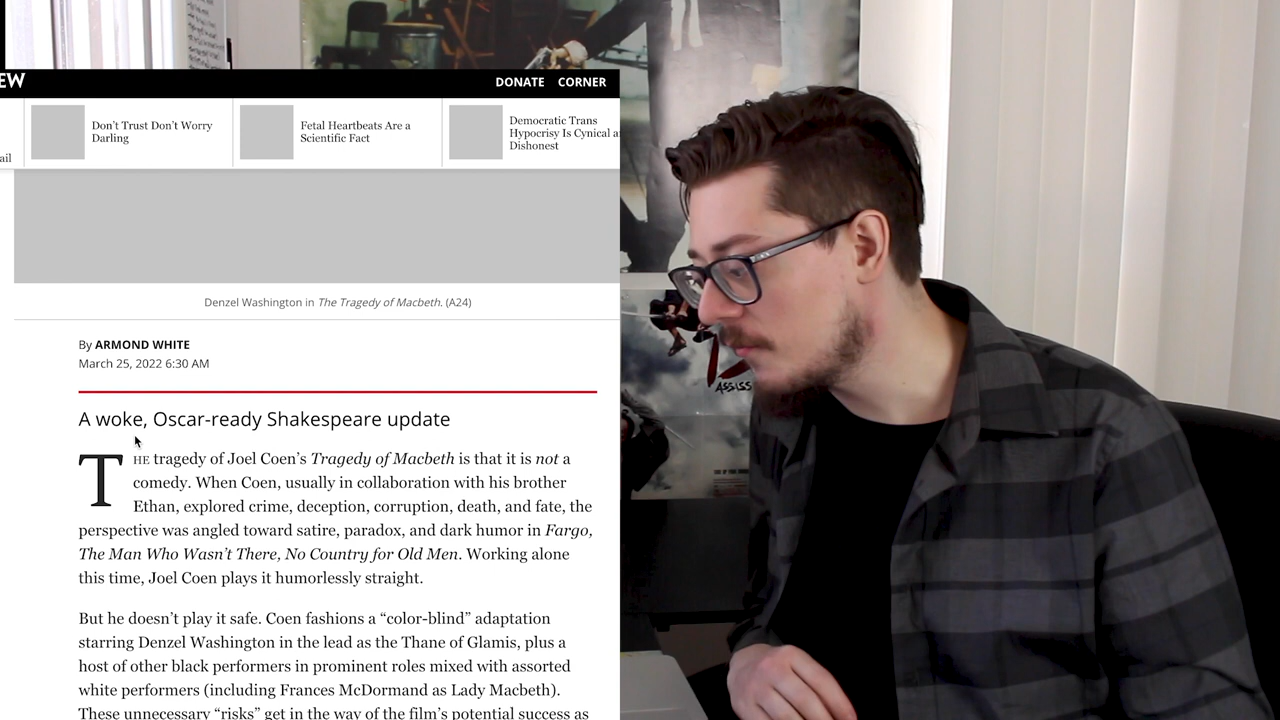 EW
DONATE CORNER
ail
Don't Trust Don't Worry
Darling
Fetal Heartbeats Are a
Scientific Fact
Democratic Trans
Hypocrisy Is Cynical
Dishonest
Denzel Washington in The Tragedy of Macbeth. (A24)
By ARMOND WHITE
March 25, 2022 6:30 AM
A woke, Oscar-ready Shakespeare update
THE tragedy of Joel Coen's Tragedy of Macbeth is that it is not a
comedy. When Coen, usually in collaboration with his brother
Ethan, explored crime, deception, corruption, death, and fate, the
perspective was angled toward satire, paradox, and dark humor in Fargo,
The Man Who Wasn't There, No Country for Old Men. Working alone
this time, Joel Coen plays it humorlessly straight.
But he doesn't play it safe. Coen fashions a “color-blind” adaptation
starring Denzel Washington in the lead as the Thane of Glamis, plus a
host of other black performers in prominent roles mixed with assorted
white performers (including Frances McDormand as Lady Macbeth).
These unnecessary “risks” get in the way of the film's potential success as
ASSASS